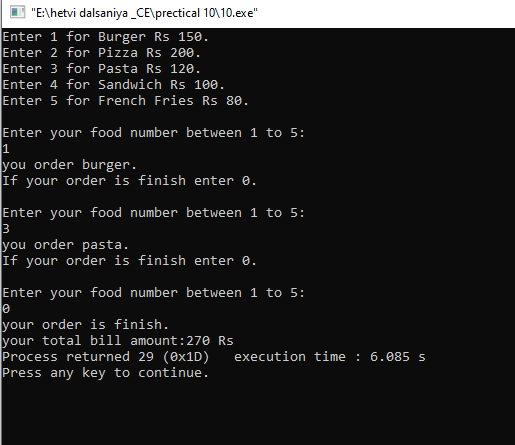 "E:\hetvi dalsaniya _CE\prectical 10\10.exe"
Enter 1 for Burger Rs 150.
Enter 2 for Pizza Rs 200.
Enter 3 for Pasta Rs 120.
Enter 4 for Sandwich Rs 100.
Enter 5 for French Fries Rs 80.

Enter your food number between 1 to 5:
1
you order burger.
If your order is finish enter 0.

Enter your food number between 1 to 5:
3
you order pasta.
If your order is finish enter 0.

Enter your food number between 1 to 5:
0
your order is finish.
your total bill amount:270 Rs
Process returned 29 (0x1D)   execution time : 6.085 s
Press any key to continue.